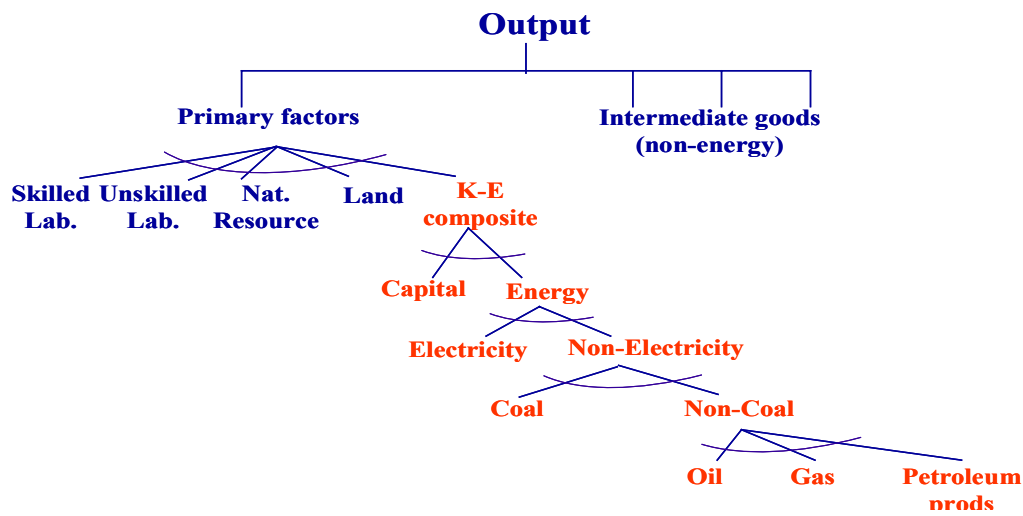 Output
Primary factors
Intermediate goods
(non-energy)
Skilled
Lab.
Unskilled
Lab.
Nat.
Resource
Land
K-E
composite
Capital
Energy
Electricity
Non-Electricity
Coal
Non-Coal
Oil
Gas
Petroleum
prods